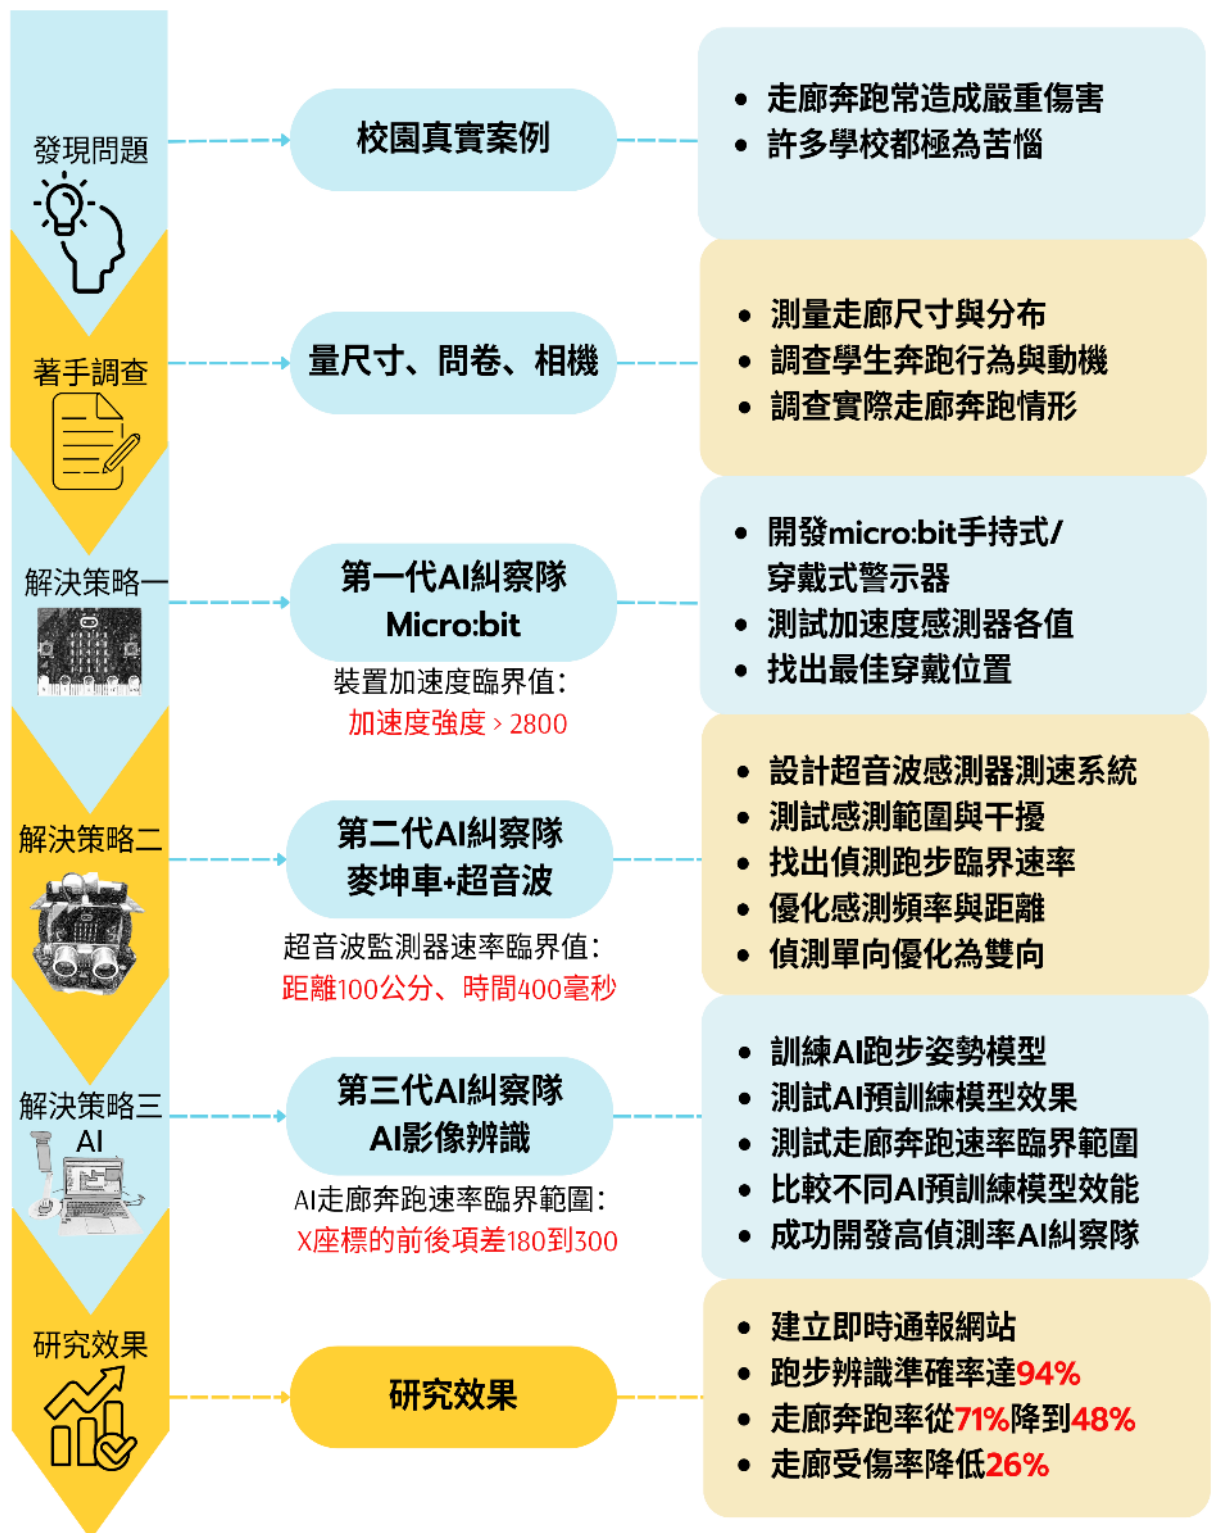 發現問題
校園真實案例
走廊奔跑常造成嚴重傷害
許多學校都極為苦惱
著手調查
量尺寸、問卷、相機
測量走廊尺寸與分布
調查學生奔跑行為與動機
調查實際走廊奔跑情形
解決策略一
第一代AI糾察隊
Micro:bit
裝置加速度臨界值:
加速度強度 > 2800
開發micro:bit手持式/
穿戴式警示器
測試加速度感測器各值
找出最佳穿戴位置
解決策略二
第二代AI糾察隊
麥坤車+超音波
超音波監測器速率臨界值:
距離100公分、時間400毫秒
設計超音波感測器測速系統
測試感測範圍與干擾
找出偵測跑步臨界速率
優化感測頻率與距離
偵測單向優化為雙向
解決策略三
AI
第三代AI糾察隊
AI影像辨識
AI走廊奔跑速率臨界範圍:
X座標的前後項差180到300
訓練AI跑步姿勢模型
測試AI預訓練模型效果
測試走廊奔跑速率臨界範圍
比較不同AI預訓練模型效能
成功開發高偵測率AI糾察隊
研究效果
研究效果
建立即時通報網站
跑步辨識準確率達94%
走廊奔跑率從71%降到48%
走廊受傷率降低26%